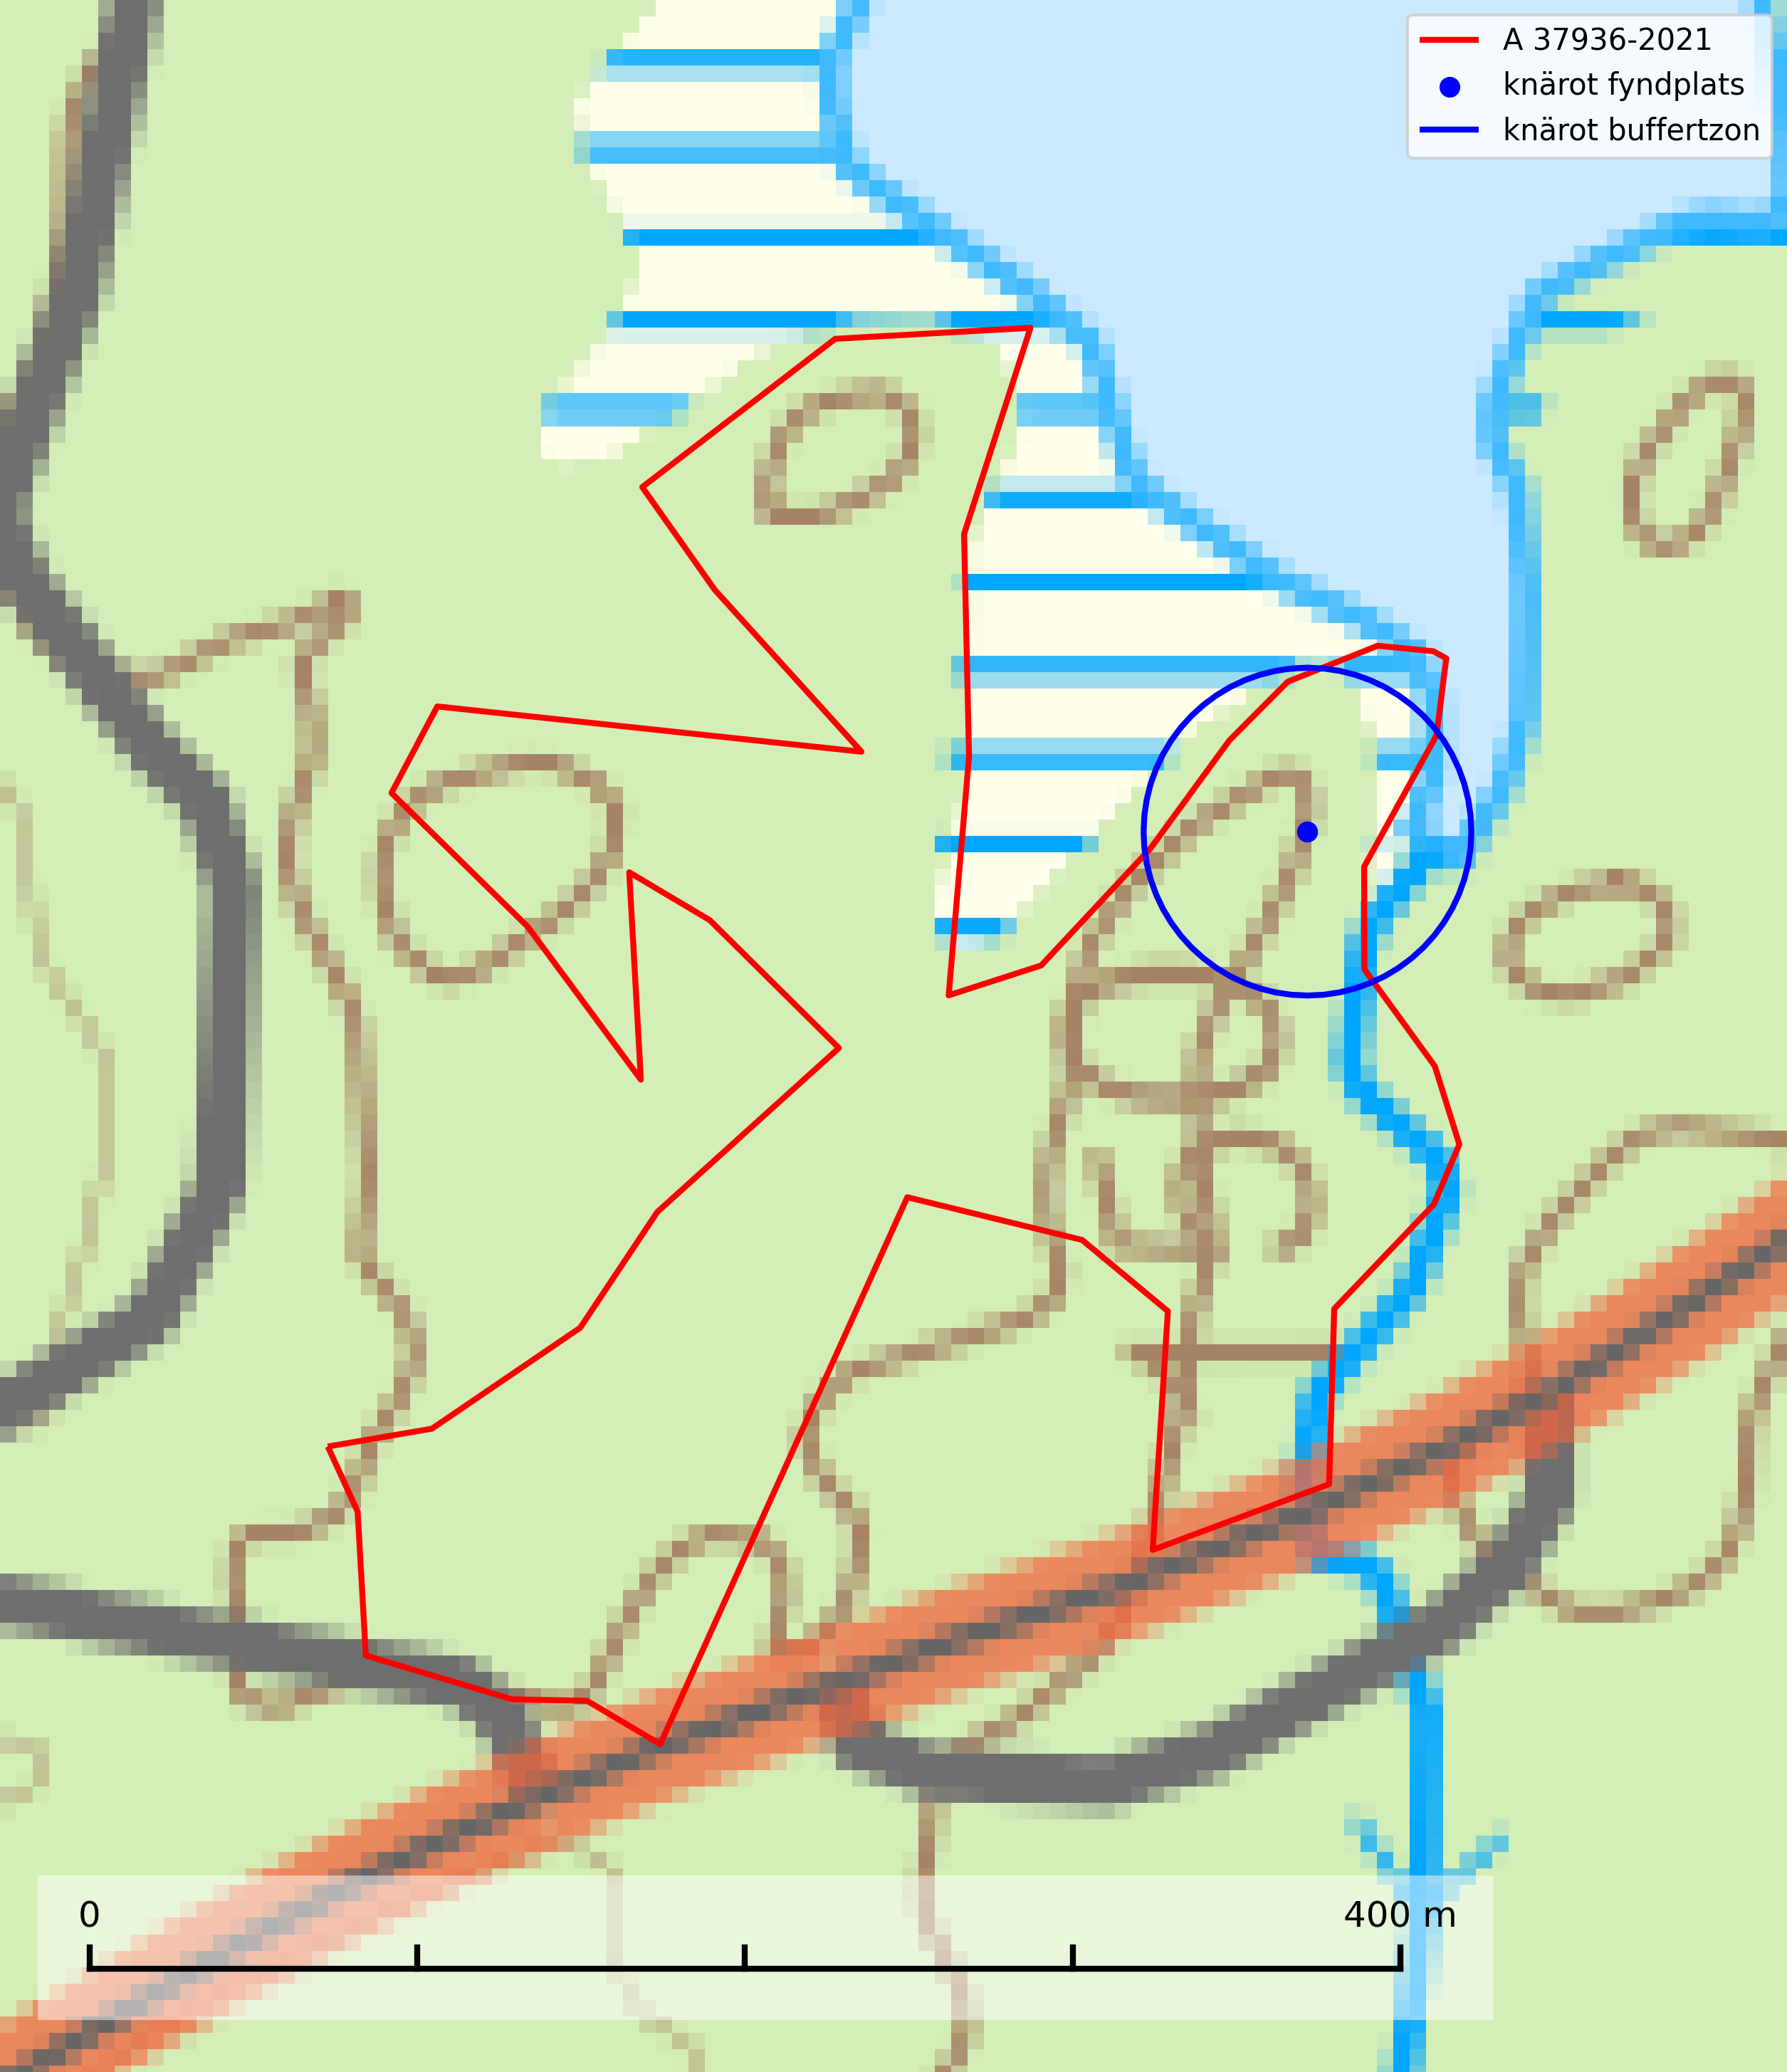 A 37936-2021
knärot fyndplats
knärot buffertzon
0
400 m